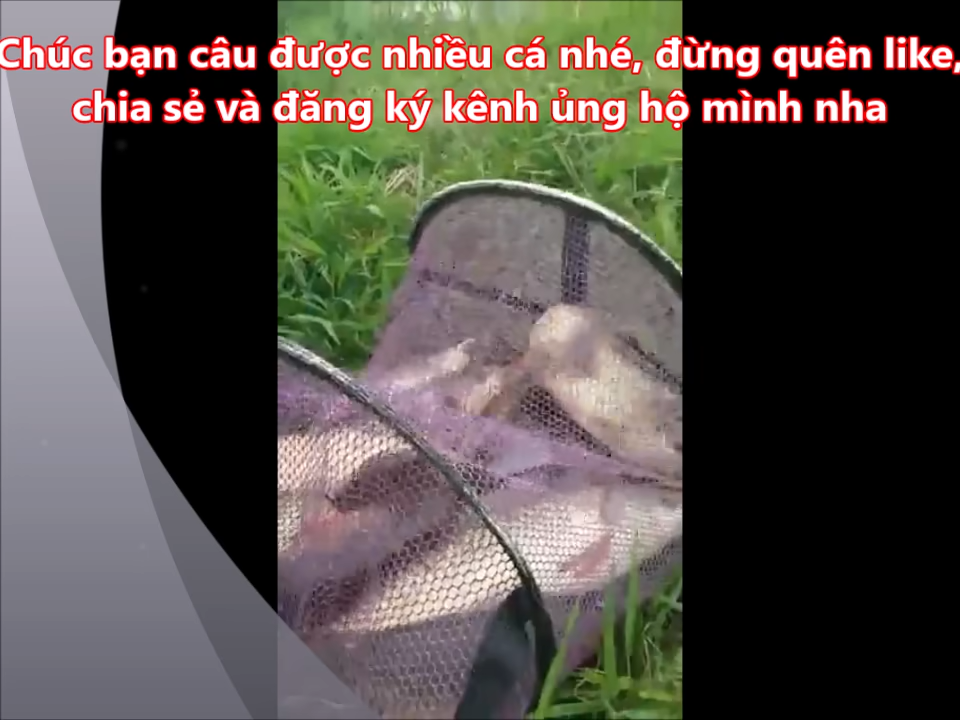 Chúc bạn câu được nhiều cá nhé, đừng quên like,
chia sẻ và đăng ký kênh ủng hộ mình nha